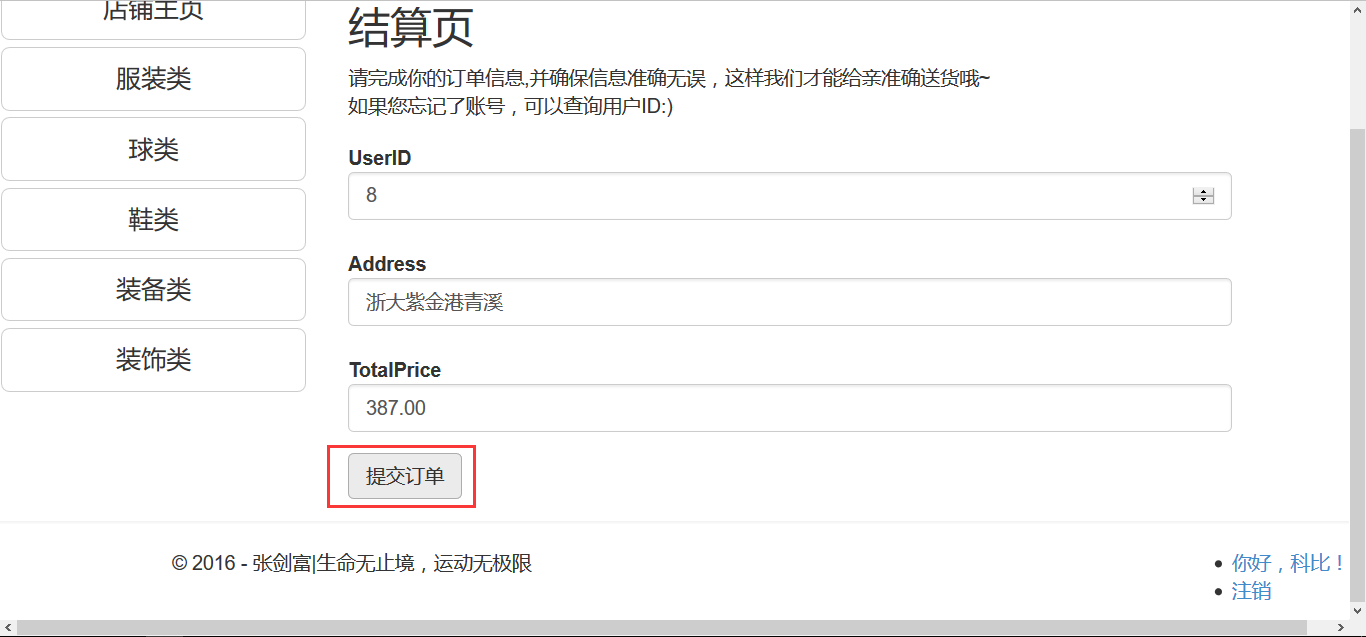 店铺主页
服装类
球类
鞋类
装备类
装饰类
结算页
请完成你的订单信息,并确保信息准确无误，这样我们才能给亲准确送货哦~
如果您忘记了账号，可以查询用户ID:)
UserID
8
Address
浙大紫金港青溪
TotalPrice
387.00
提交订单
© 2016 - 张剑富|生命无止境，运动无极限
你好，科比！
注销